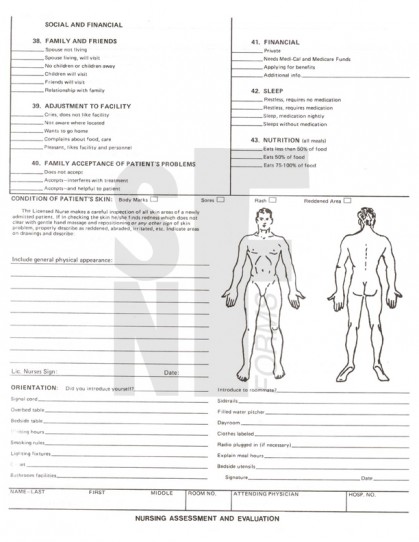 SOCIAL AND FINANCIAL
38. FAMILY AND FRIENDS
Spouse not living
Spouse living, will visit
No children or children away
Children will visit
Friends will visit
Relationship with family
39. ADJUSTMENT TO FACILITY
Cries, does not like facility
Not aware where located
Wants to go home
Complains about food, care
Pleasant, likes facility and personnel
40. FAMILY ACCEPTANCE OF PATIENT'S PROBLEMS
Does not accept
Accepts—interferes with treatment
Accepts—and helpful to patient
41. FINANCIAL
Private
Needs Medi-Cal and Medicare Funds
Applying for benefits
Additional info.
42. SLEEP
Restless, requires no medication
Restless, requires medication
Sleep, medication nightly
Sleeps without medication
43. NUTRITION (all meals)
Eats less than 50% of food
Eats 50% of food
Eats 75-100% of food
CONDITION OF PATIENT'S SKIN: Body Marks Sores Rash Reddened Area
The Licensed Nurse makes a careful inspection of all skin areas of a newly
admitted patient. If in checking the skin he/she finds redness which does not
clear with gentle hand massage and repositioning or any other sign of skin
problem, properly describe as reddened, abraded, irritated, etc. Indicate areas
on drawings and describe.
Include general physical appearance:
Lic. Nurses Sign: Date:
ORIENTATION: Did you introduce yourself
Signal cord
Overbed table
Bedside table
hours
Smoking rules
Lighting fixtures
Bathroom facilities
Introduce to roommate?
Siderails
Filled water pitcher
Dayroom
Clothes labeled
Radio plugged in (if necessary)
Explain meal hours
Bedside utensils
Signature Date
NAME-LAST FIRST MIDDLE ROOM NO. ATTENDING PHYSICIAN HOSP. NO.
NURSING ASSESSMENT AND EVALUATION
ST
N
FORMS